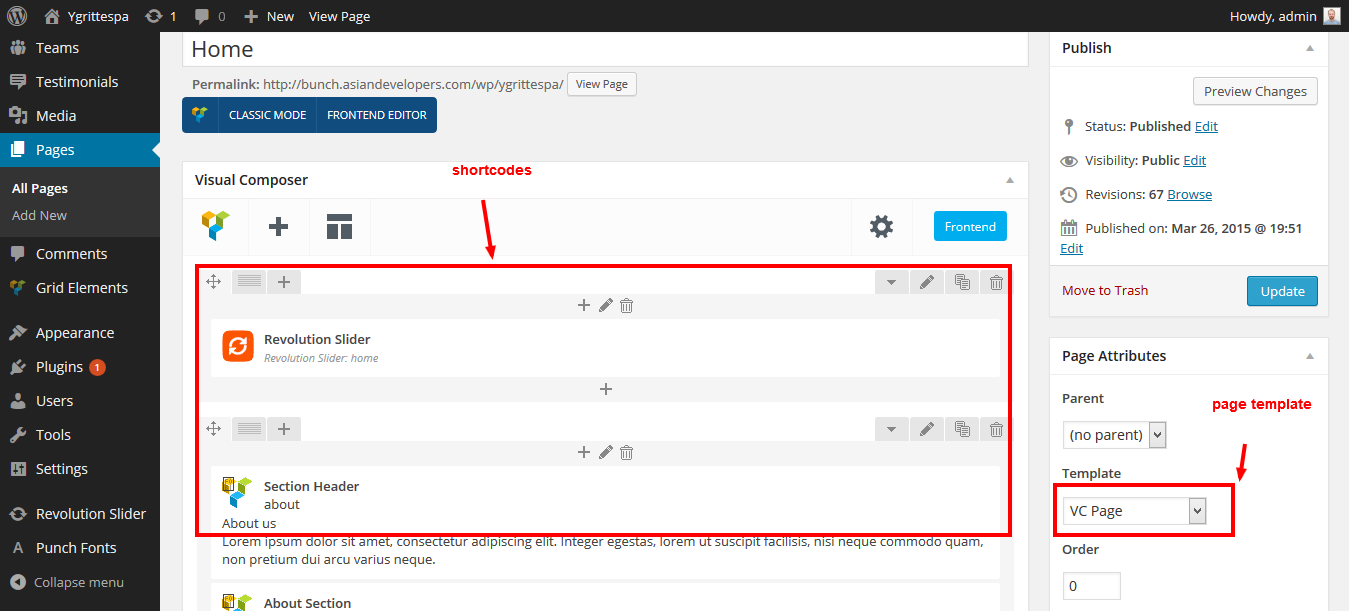 Ygrittespa 1 0 New View Page Howdy, admin
Teams
Testimonials
Media
Pages
All Pages
Add New
Comments
Grid Elements
Appearance
Plugins 1
Users
Tools
Settings
Revolution Slider
Punch Fonts
Collapse menu
Home
Permalink: http://bunch.asiandevelopers.com/wp/ygrittespa/ View Page
CLASSIC MODE FRONTEND EDITOR
shortcodes
Visual Composer
Frontend
Revolution Slider
Revolution Slider: home
Section Header
about
About us
Lorem ipsum dolor sit amet, consectetur adipiscing elit. Integer egestas, lorem ut suscipit facilisis, nisi neque commodo quam,
non pretium dui arcu varius neque.
About Section
Publish
Preview Changes
Status: Published Edit
Visibility: Public Edit
Revisions: 67 Browse
Published on: Mar 26, 2015 @ 19:51
Edit
Move to Trash Update
Page Attributes
Parent
page template
(no parent)
Template
VC Page
Order
0